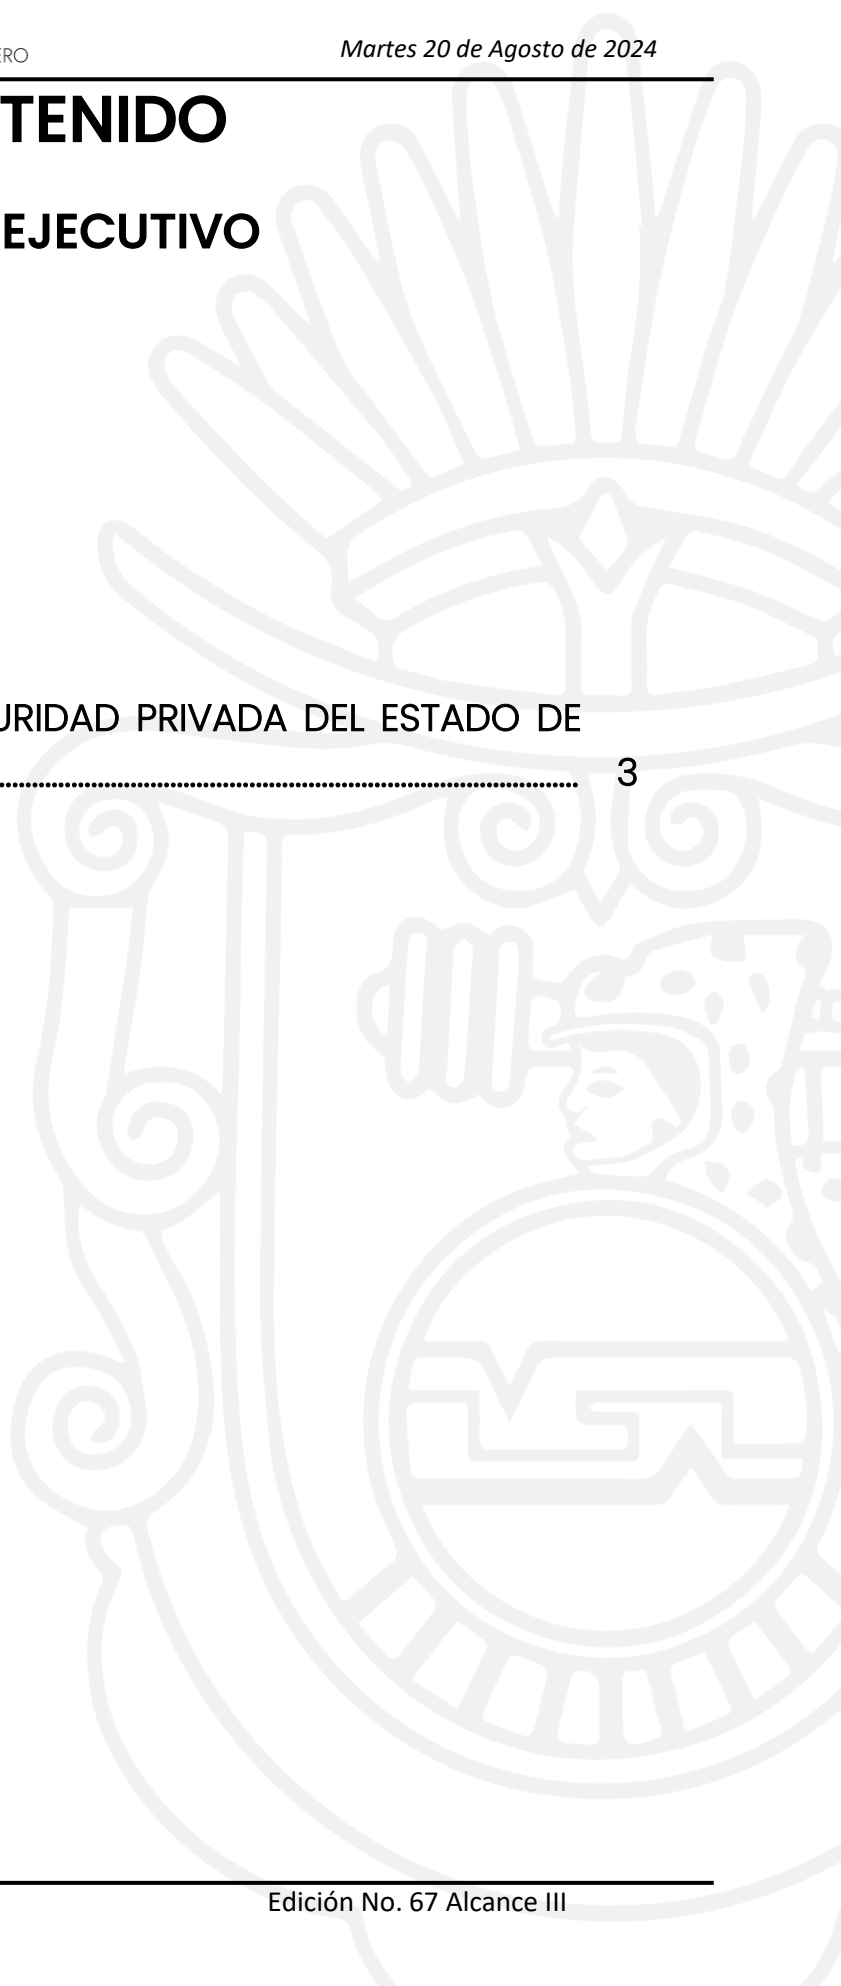 ERO
Martes 20 de Agosto de 2024
TENIDO
EJECUTIVO
URIDAD PRIVADA DEL ESTADO DE
........................................................................................................ 3
Edición No. 67 Alcance III